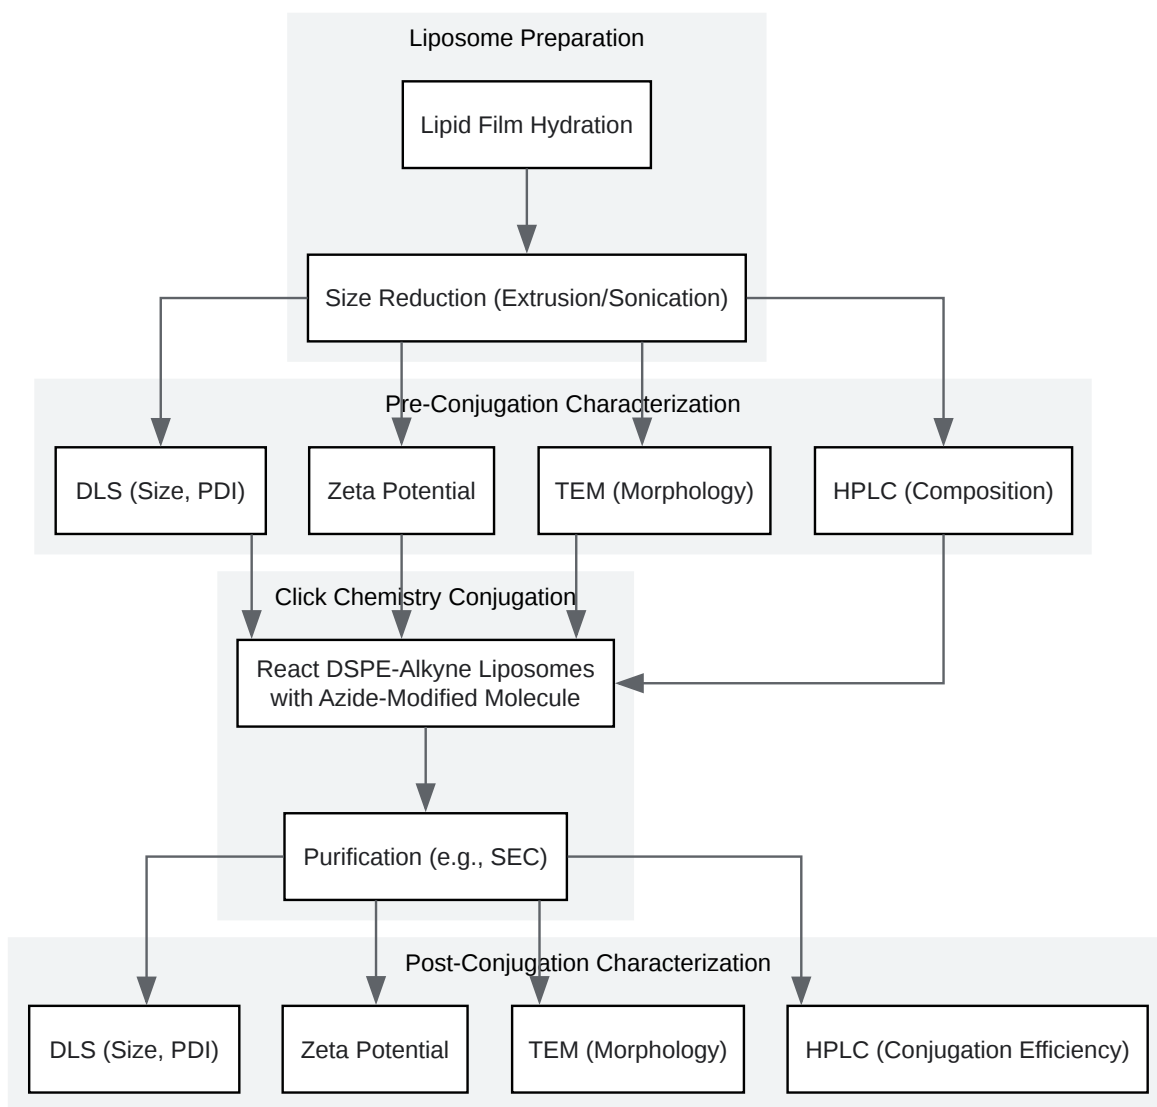 Liposome Preparation
Lipid Film Hydration
Size Reduction (Extrusion/Sonication)
Pre-Conjugation Characterization
DLS (Size, PDI)
Zeta Potential
TEM (Morphology)
HPLC (Composition)
Click Chemistry Conjugation
React DSPE-Alkyne Liposomes
with Azide-Modified Molecule
Purification (e.g., SEC)
Post-Conjugation Characterization
DLS (Size, PDI)
Zeta Potential
TEM (Morphology)
HPLC (Conjugation Efficiency)